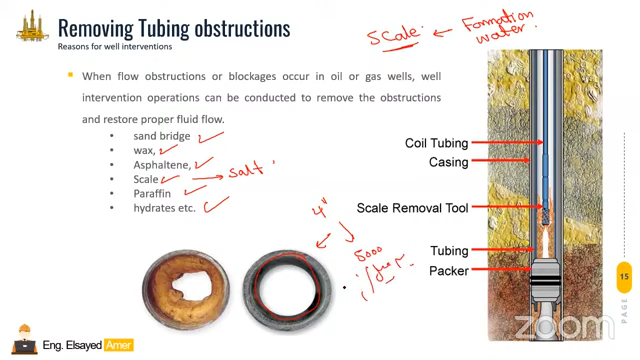 Removing Tubing obstructions
Reasons for well interventions
Scale ← Formation water
When flow obstructions or blockages occur in oil or gas wells, well
intervention operations can be conducted to remove the obstructions
and restore proper fluid flow.
• sand bridge
• wax,
• Asphaltene,
• Scale → Salt
• Paraffin
• hydrates etc.
4"
5000
Coil Tubing
Casing
Scale Removal Tool
Tubing
Packer
15
PAGE
Eng. Elsayed Amer
zoom